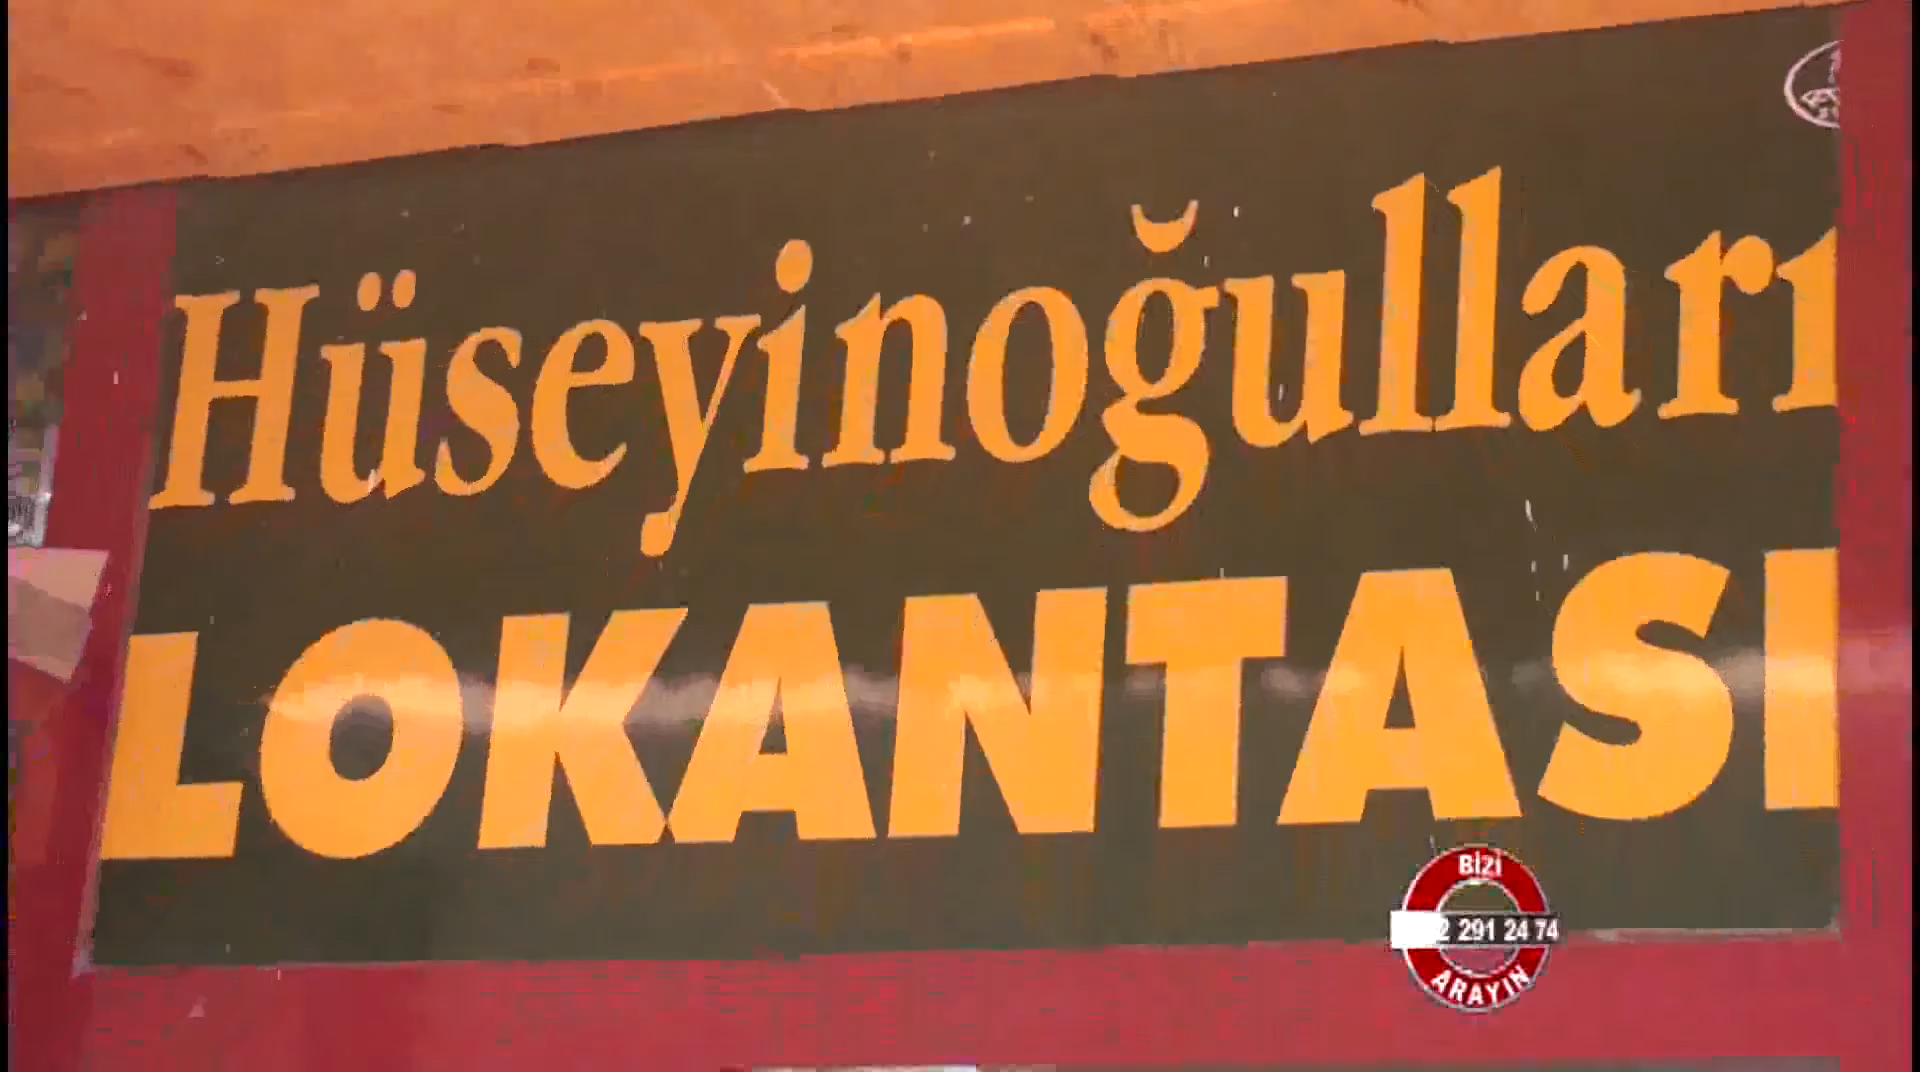 Hüseyinoğulları
LOKANTASI
BİZİ
2 291 24 74
ARAYIN